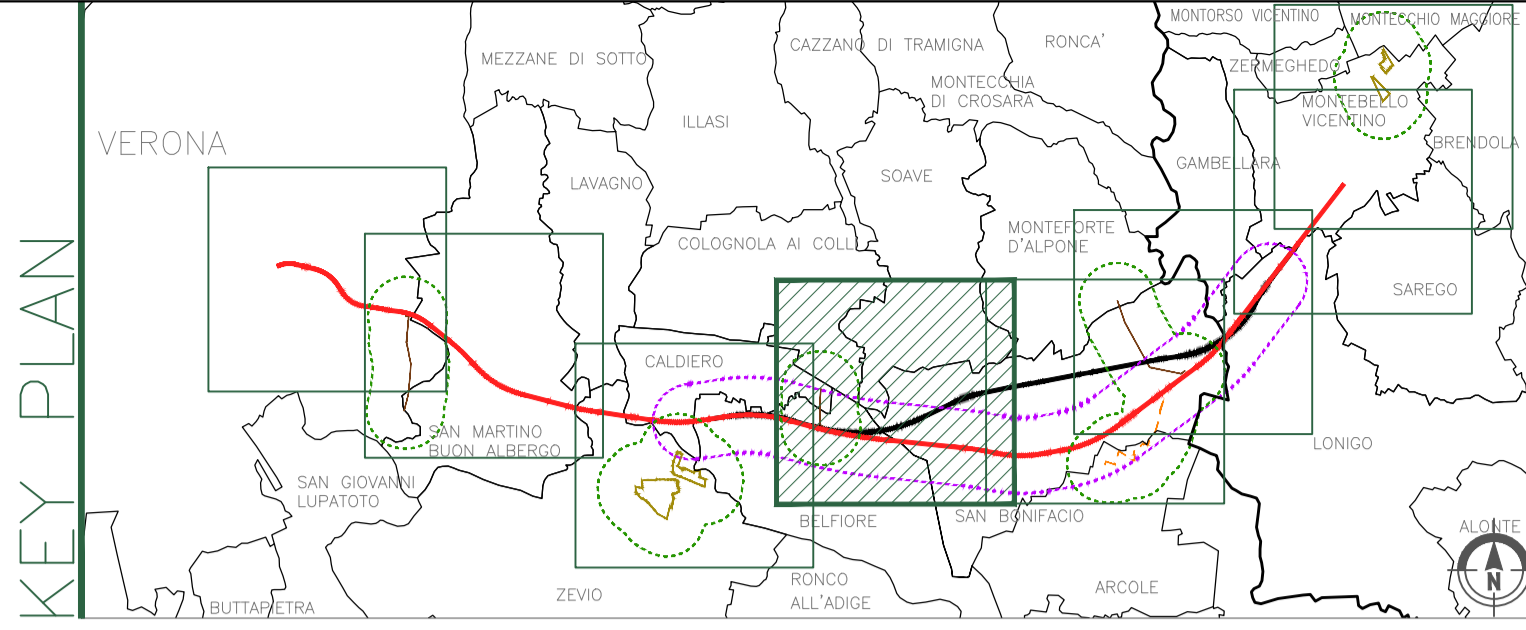 KEY PLAN
MONTORSO VICENTINO
MONTECCHIO MAGGIORE
CAZZANO DI TRAMIGNA
RONCA'
MEZZANE DI SOTTO
ZERMEGHEDO
MONTECCHIA
DI CROSARA
MONTEBELLO
VICENTINO
ILLASI
VERONA
BRENDOLA
GAMBELLARA
SOAVE
LAVAGNO
MONTEFORTE
D'ALPONE
COLOGNOLA AI COLL
SAREGO
CALDIERO
SAN MARTINO
BUON ALBERGO
LONIGO
SAN GIOVANNI
LUPATOTO
BELFIORE
SAN BONIFACIO
ALONTE
N
RONCO
ALL'ADIGE
ARCOLE
ZEVIO
BUTTAPIETRA